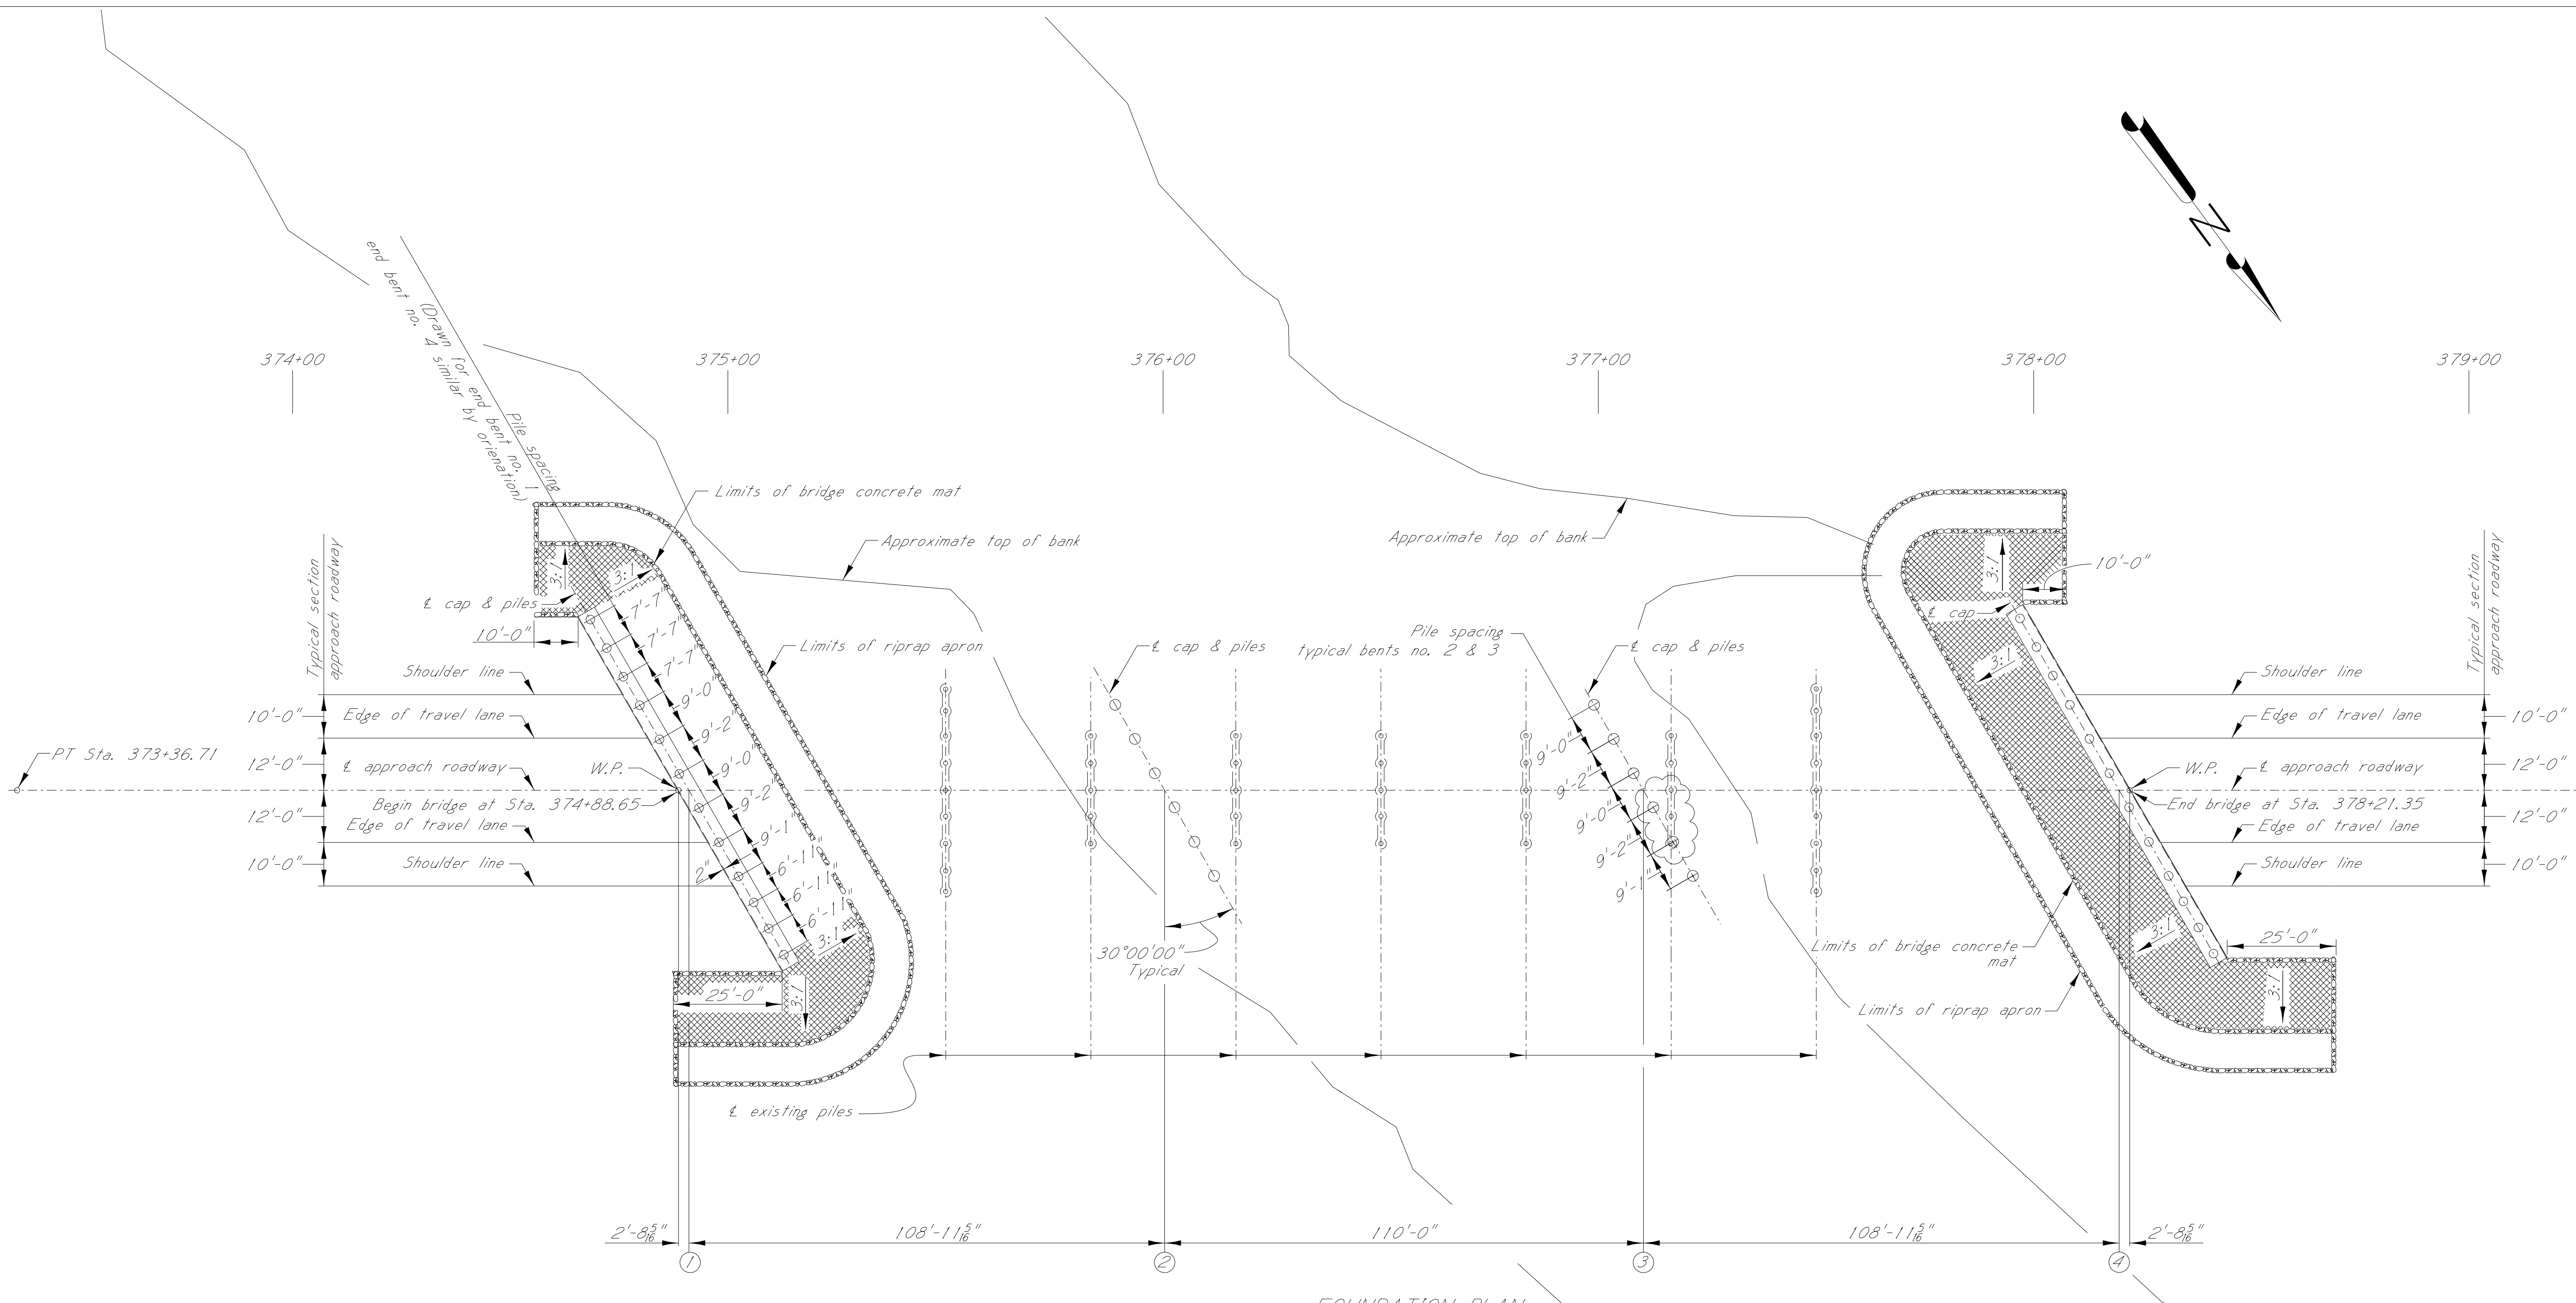 N
374+00
375+00
376+00
377+00
378+00
379+00
Pile spacing
(Drawn for end bent no. 1
end bent no. 4 similar by orienation)
Limits of bridge concrete mat
Approximate top of bank
Approximate top of bank
Typical section
approach roadway
3:1
3:1
℄ cap & piles
10'-0"
7'-7"
7'-7"
7'-7"
9'-0"
9'-2"
9'-0"
9'-2"
9'-1"
6'-11"
6'-11"
6'-11"
2"
Limits of riprap apron
Shoulder line
10'-0"
Edge of travel lane
PT Sta. 373+36.71
12'-0"
℄ approach roadway
W.P.
Begin bridge at Sta. 374+88.65
12'-0"
Edge of travel lane
10'-0"
Shoulder line
3:1
3:1
25'-0"
℄ existing piles
℄ cap & piles
30°00'00"
Typical
Pile spacing
typical bents no. 2 & 3
℄ cap & piles
9'-0"
9'-2"
9'-0"
9'-2"
9'-1"
3:1
10'-0"
℄ cap
3:1
Typical section
approach roadway
Shoulder line
Edge of travel lane
10'-0"
W.P.
℄ approach roadway
12'-0"
End bridge at Sta. 378+21.35
12'-0"
Edge of travel lane
Shoulder line
10'-0"
3:1
25'-0"
3:1
Limits of bridge concrete
mat
Limits of riprap apron
2'-8 5/16"
108'-11 5/16"
110'-0"
108'-11 5/16"
2'-8 5/16"
1
2
3
4
FOUNDATION PLAN